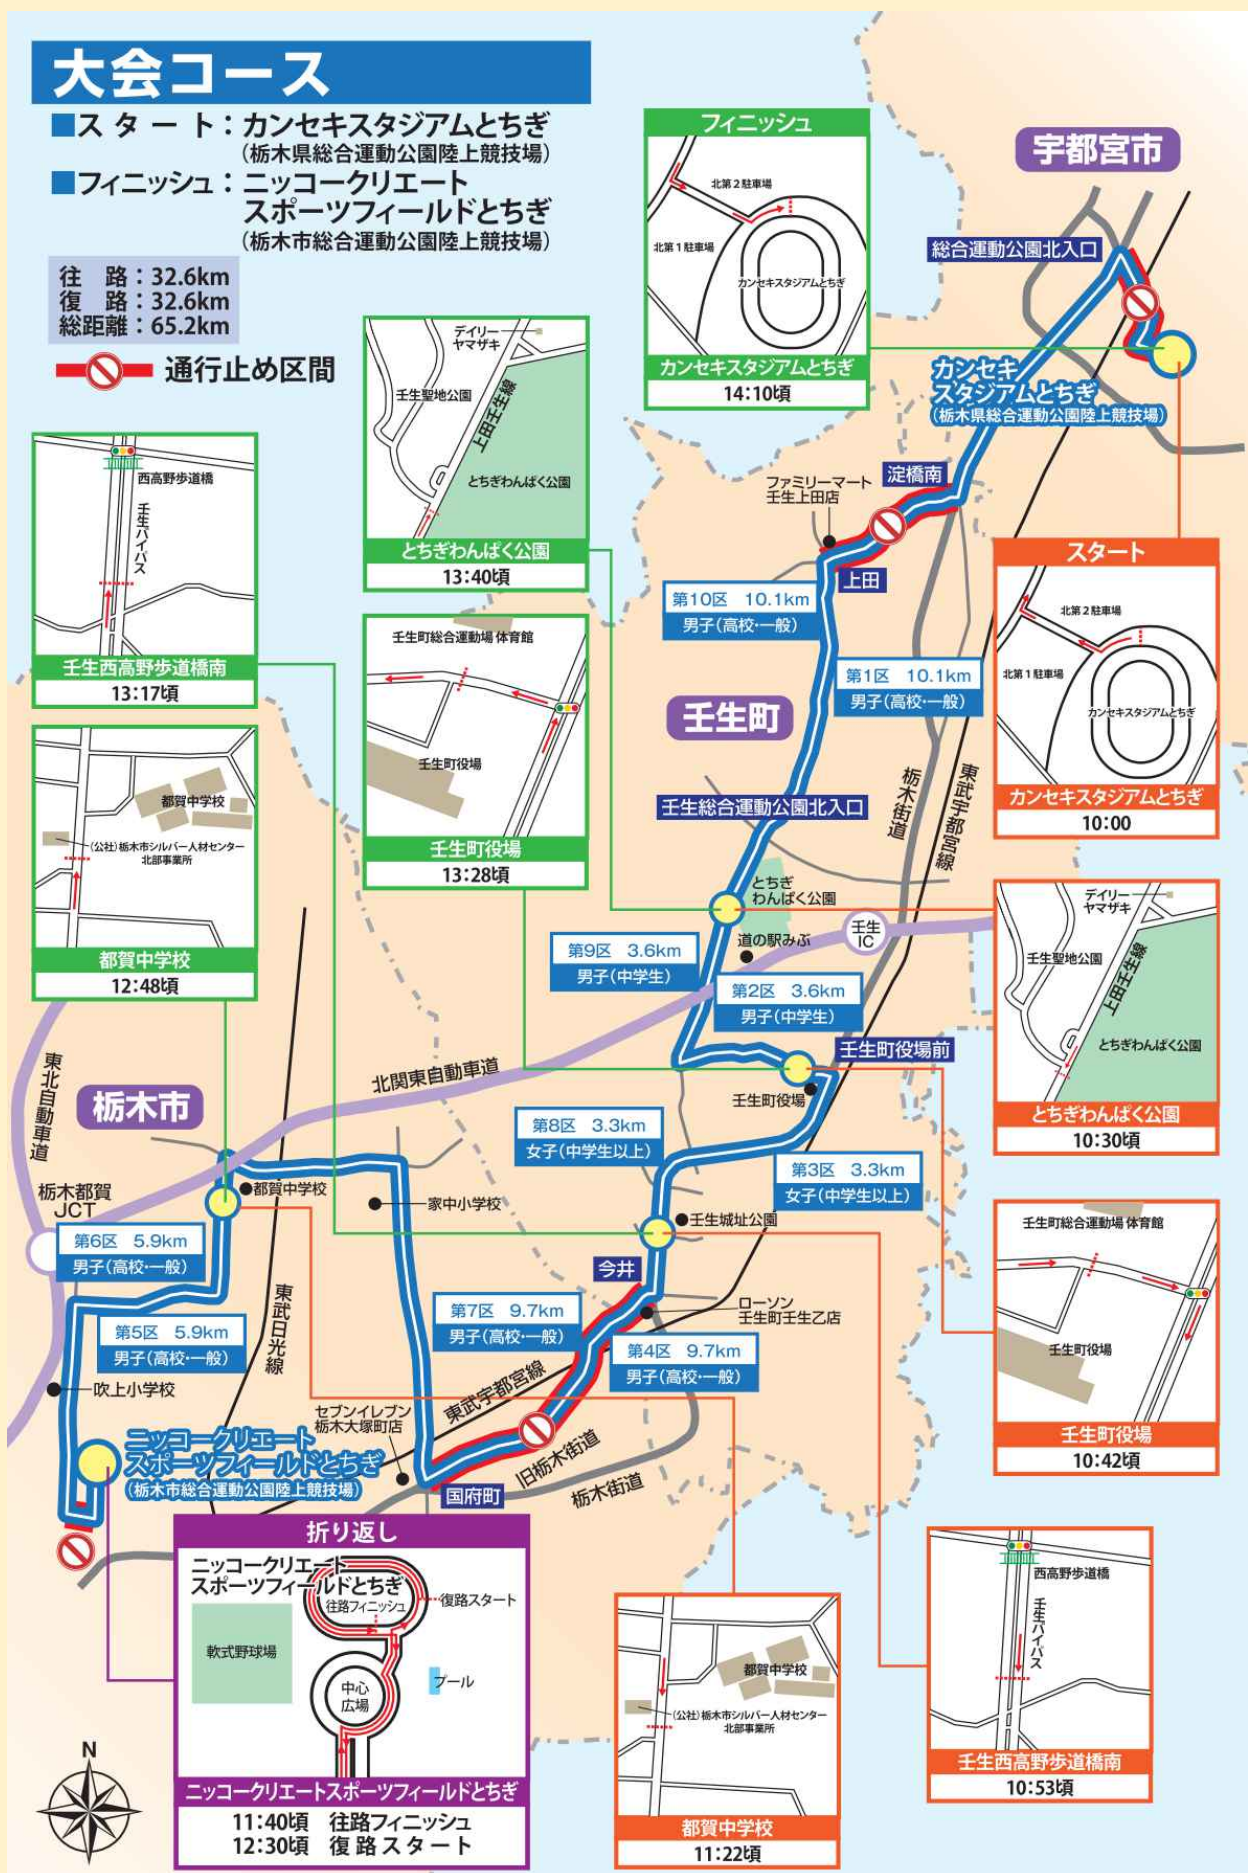 大会コース
■スタート：カンセキスタジアムとちぎ
（栃木県総合運動公園陸上競技場）
■フィニッシュ：ニッコークリエート
スポーツフィールドとちぎ
（栃木市総合運動公園陸上競技場）
往　路：32.6km
復　路：32.6km
総距離：65.2km
通行止め区間
フィニッシュ
北第2駐車場
北第1駐車場
カンセキスタジアムとちぎ
カンセキスタジアムとちぎ
14:10頃
宇都宮市
総合運動公園北入口
カンセキ
スタジアムとちぎ
（栃木県総合運動公園陸上競技場）
デイリー
ヤマザキ
壬生聖地公園
上田壬生線
とちぎわんぱく公園
とちぎわんぱく公園
13:40頃
西高野歩道橋
壬生バイパス
壬生西高野歩道橋南
13:17頃
淀橋南
ファミリーマート
壬生上田店
上田
第10区　10.1km
男子（高校・一般）
第1区　10.1km
男子（高校・一般）
スタート
北第2駐車場
北第1駐車場
カンセキスタジアムとちぎ
カンセキスタジアムとちぎ
10:00
壬生町総合運動場 体育館
壬生町役場
壬生町役場
13:28頃
壬生町
壬生総合運動公園北入口
栃木街道
東武宇都宮線
都賀中学校
（公社）栃木市シルバー人材センター
北部事業所
都賀中学校
12:48頃
とちぎ
わんぱく公園
道の駅みぶ
壬生
IC
第9区　3.6km
男子（中学生）
第2区　3.6km
男子（中学生）
デイリー
ヤマザキ
壬生聖地公園
上田壬生線
とちぎわんぱく公園
とちぎわんぱく公園
10:30頃
壬生町役場前
壬生町役場
北関東自動車道
東北自動車道
栃木市
第8区　3.3km
女子（中学生以上）
第3区　3.3km
女子（中学生以上）
栃木都賀
JCT
都賀中学校
家中小学校
壬生城址公園
今井
第6区　5.9km
男子（高校・一般）
第5区　5.9km
男子（高校・一般）
東武日光線
第7区　9.7km
男子（高校・一般）
ローソン
壬生町壬生乙店
第4区　9.7km
男子（高校・一般）
壬生町総合運動場 体育館
壬生町役場
壬生町役場
10:42頃
吹上小学校
東武宇都宮線
セブンイレブン
栃木大塚町店
ニッコークリエート
スポーツフィールドとちぎ
（栃木市総合運動公園陸上競技場）
国府町
旧栃木街道
栃木街道
折り返し
ニッコークリエート
スポーツフィールドとちぎ
往路フィニッシュ
復路スタート
軟式野球場
中心
広場
プール
ニッコークリエートスポーツフィールドとちぎ
11:40頃　往路フィニッシュ
12:30頃　復路スタート
N
都賀中学校
（公社）栃木市シルバー人材センター
北部事業所
都賀中学校
11:22頃
西高野歩道橋
壬生バイパス
壬生西高野歩道橋南
10:53頃